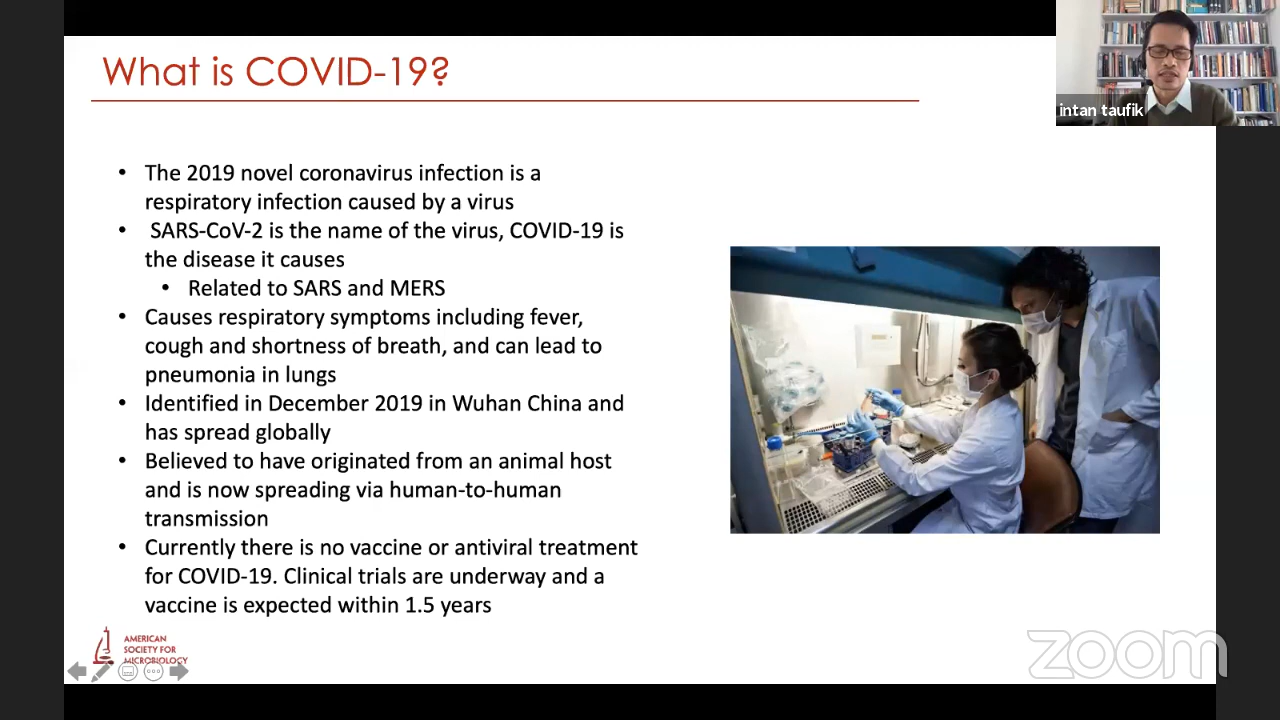 What is COVID-19?
intan taufik
• The 2019 novel coronavirus infection is a
respiratory infection caused by a virus
• SARS-CoV-2 is the name of the virus, COVID-19 is
the disease it causes
• Related to SARS and MERS
• Causes respiratory symptoms including fever,
cough and shortness of breath, and can lead to
pneumonia in lungs
• Identified in December 2019 in Wuhan China and
has spread globally
• Believed to have originated from an animal host
and is now spreading via human-to-human
transmission
• Currently there is no vaccine or antiviral treatment
for COVID-19. Clinical trials are underway and a
vaccine is expected within 1.5 years
AMERICAN
SOCIETY FOR
MICROBIOLOGY
zoom